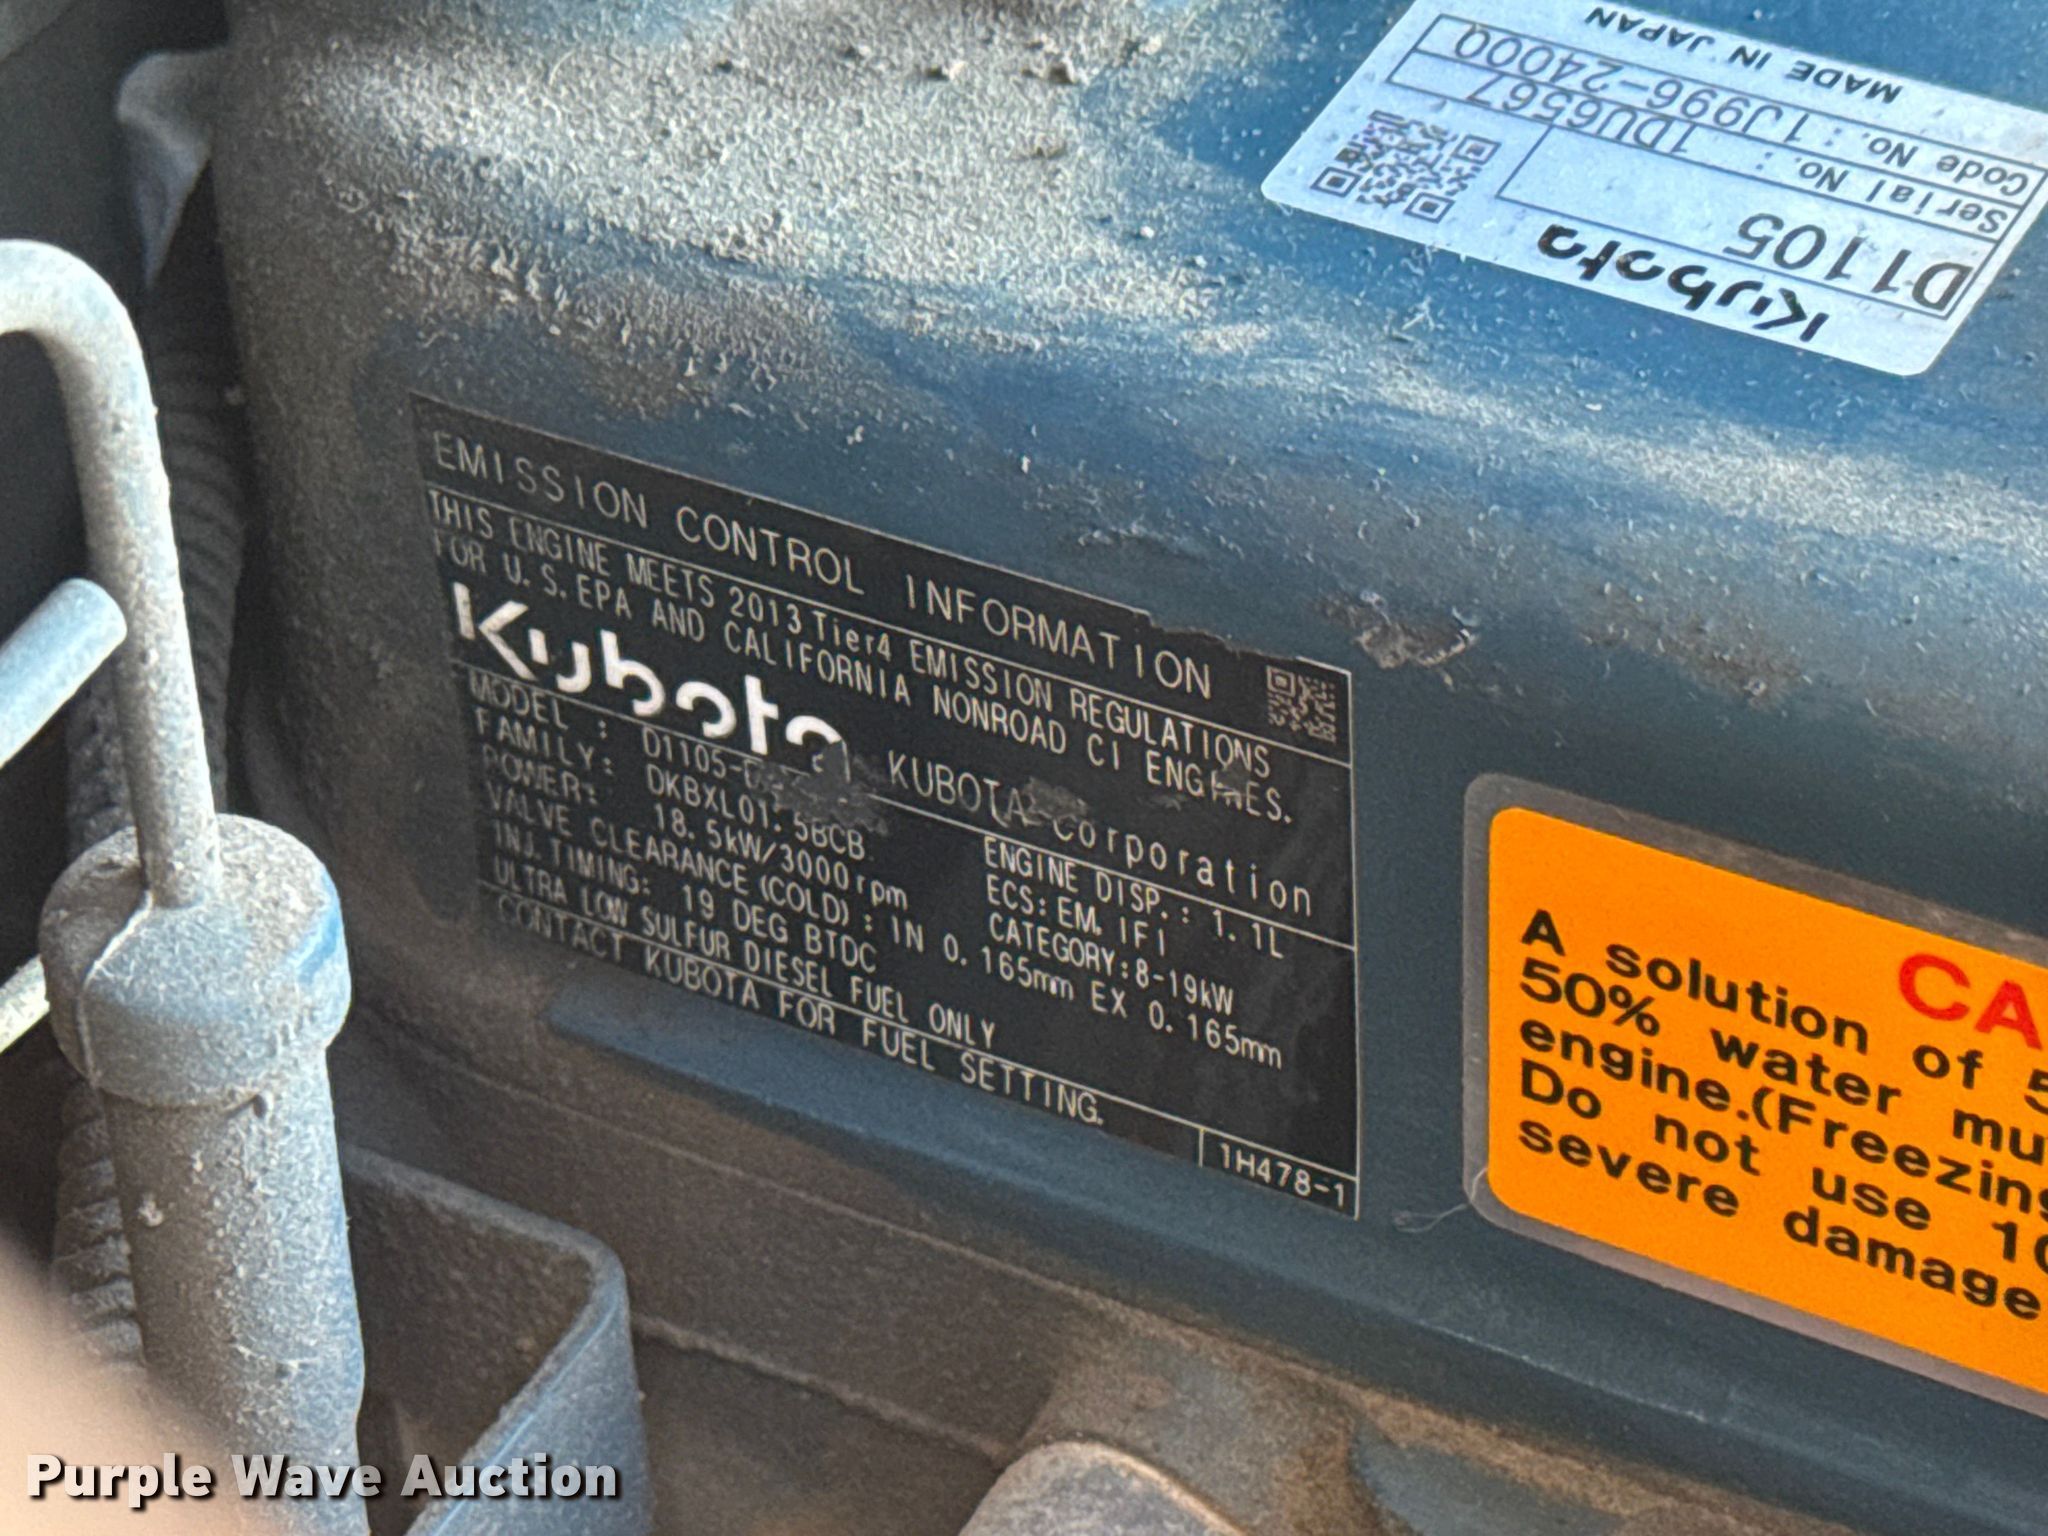 Kubota
D1105
Serial No.: 1DU6567
Code No.: 1J996-24000
MADE IN JAPAN
EMISSION CONTROL INFORMATION
THIS ENGINE MEETS 2013 Tier4 EMISSION REGULATIONS
FOR U.S.EPA AND CALIFORNIA NONROAD CI ENGINES.
Kubota KUBOTA Corporation
MODEL :
FAMILY: DKBXL01.5BCB ENGINE DISP.: 1.1L
POWER: 18.5kW/3000rpm ECS:EM,IFI
CATEGORY:8-19kW
VALVE CLEARANCE(COLD): IN 0.165mm EX 0.165mm
INJ.TIMING: 19 DEG BTDC
ULTRA LOW SULFUR DIESEL FUEL ONLY
CONTACT KUBOTA FOR FUEL SETTING.
1H478-1
CA
A solution of 5
50% water mu
engine.(Freezing
Do not use 10
severe damage
Purple Wave Auction